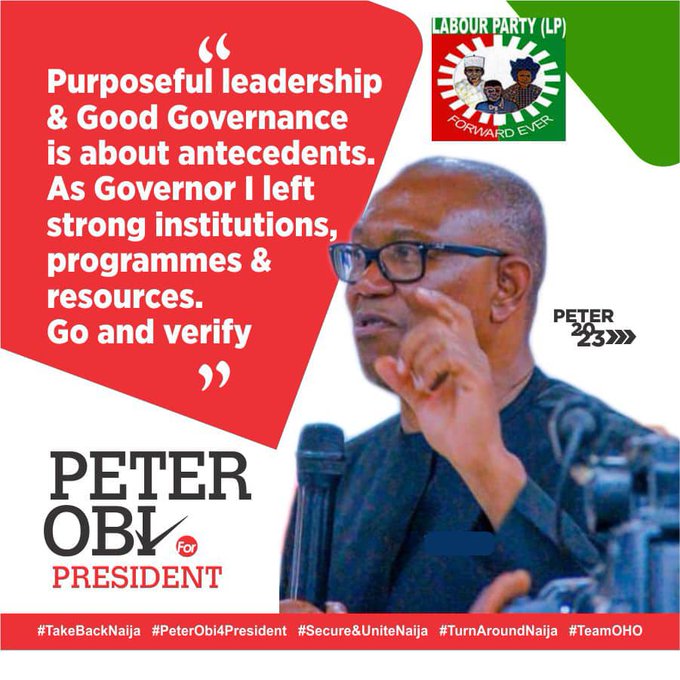 LABOUR PARTY (LP)
FORWARD EVER
“
Purposeful leadership
& Good Governance
is about antecedents.
As Governor I left
strong institutions,
programmes &
resources.
Go and verify
”
PETER
2023
PETER
OBI
For
PRESIDENT
#TakeBackNaija #PeterObi4President #Secure&UniteNaija #TurnAroundNaija #TeamOHO